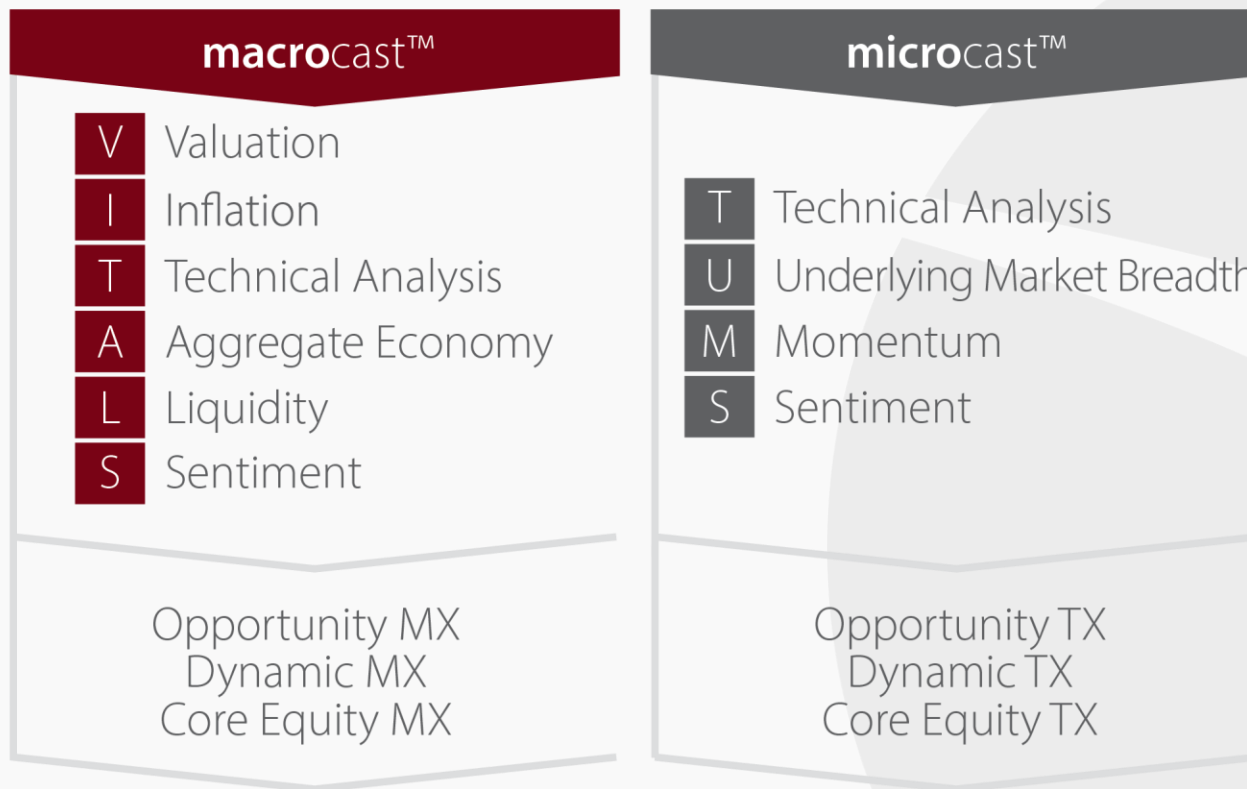 macrocast™
V Valuation
I Inflation
T Technical Analysis
A Aggregate Economy
L Liquidity
S Sentiment
Opportunity MX
Dynamic MX
Core Equity MX
microcast™
T Technical Analysis
U Underlying Market Breadth
M Momentum
S Sentiment
Opportunity TX
Dynamic TX
Core Equity TX